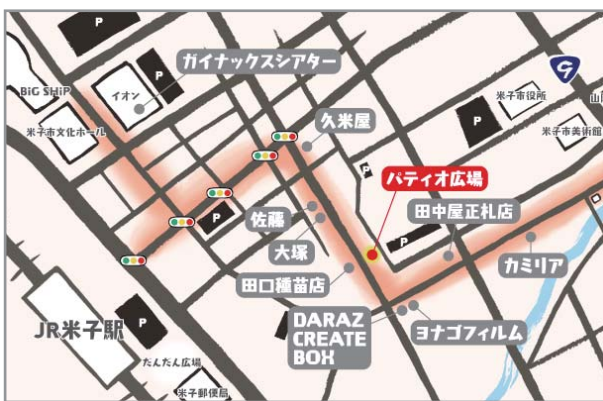 P
ガイナックスシアター
BiG SHiP
イオン
P
米子市文化ホール
久米屋
9
米子市役所
P
米子市美術館
P
パティオ広場
田中屋正札店
P
佐藤
P
大塚
カミリア
田口種苗店
DARAZ
CREATE
BOX
ヨナゴフィルム
JR米子駅
P
だんだん広場
米子郵便局